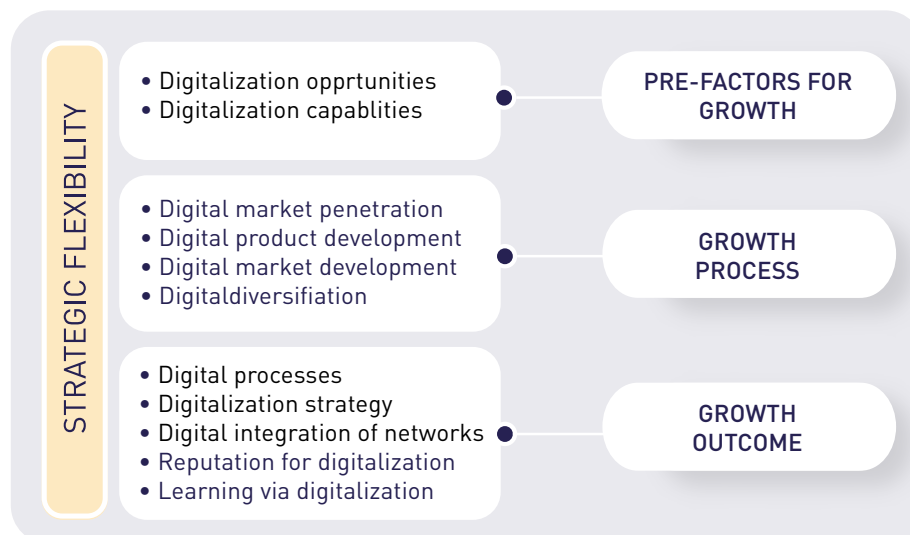 STRATEGIC FLEXIBILITY
• Digitalization opprtunities
• Digitalization capablities
PRE-FACTORS FOR
GROWTH
• Digital market penetration
• Digital product development
• Digital market development
• Digitaldiversifiation
GROWTH
PROCESS
• Digital processes
• Digitalization strategy
• Digital integration of networks
• Reputation for digitalization
• Learning via digitalization
GROWTH
OUTCOME